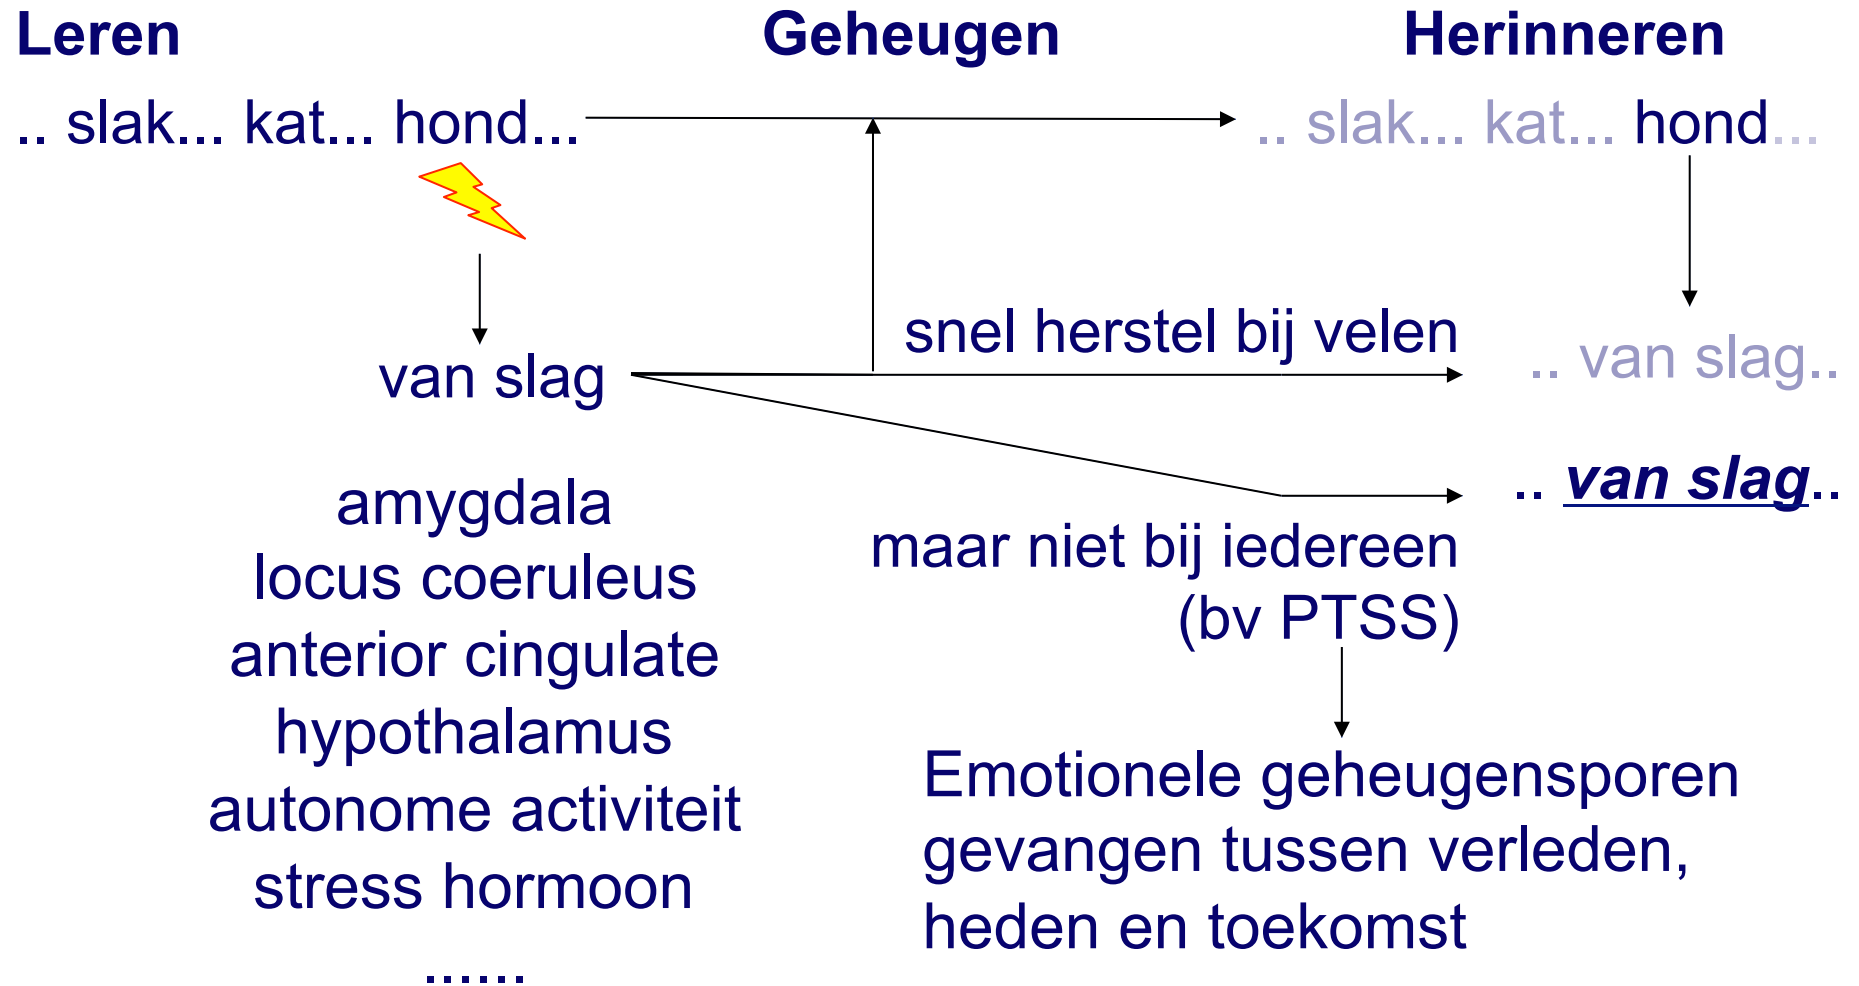 Leren Geheugen Herinneren
.. slak... kat... hond... .. slak... kat... hond...
snel herstel bij velen
van slag .. van slag..
.. van slag..
amygdala
locus coeruleus
anterior cingulate
hypothalamus
autonome activiteit
stress hormoon
......
maar niet bij iedereen
(bv PTSS)
Emotionele geheugensporen
gevangen tussen verleden,
heden en toekomst